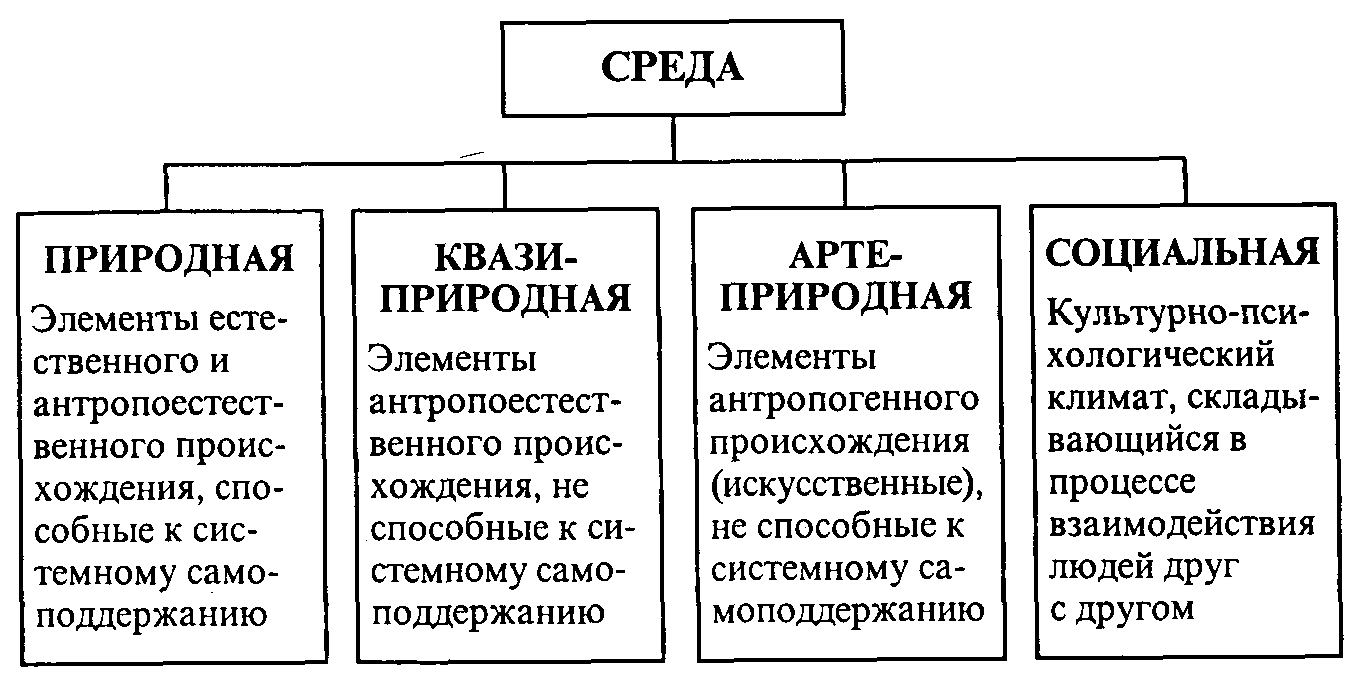 СРЕДА
ПРИРОДНАЯ
Элементы есте-
ственного и
антропоестест-
венного проис-
хождения, спо-
собные к сис-
темному само-
поддержанию
КВАЗИ-
ПРИРОДНАЯ
Элементы
антропоестест-
венного проис-
хождения, не
способные к си-
стемному само-
поддержанию
АРТЕ-
ПРИРОДНАЯ
Элементы
антропогенного
происхождения
(искусственные),
не способные к
системному са-
моподдержанию
СОЦИАЛЬНАЯ
Культурно-пси-
хологический
климат, склады-
вающийся в
процессе
взаимодействия
людей друг
с другом